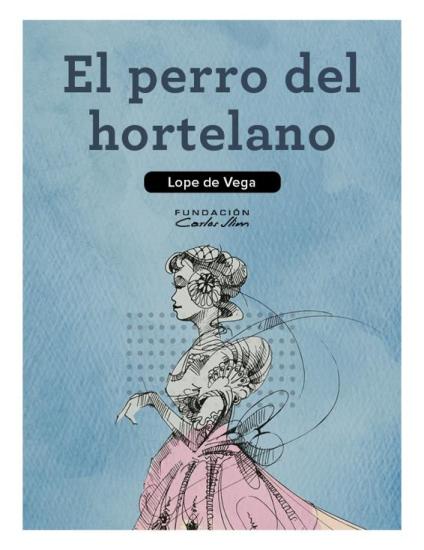 El perro del
hortelano
Lope de Vega
FUNDACIÓN
Carlos Slim